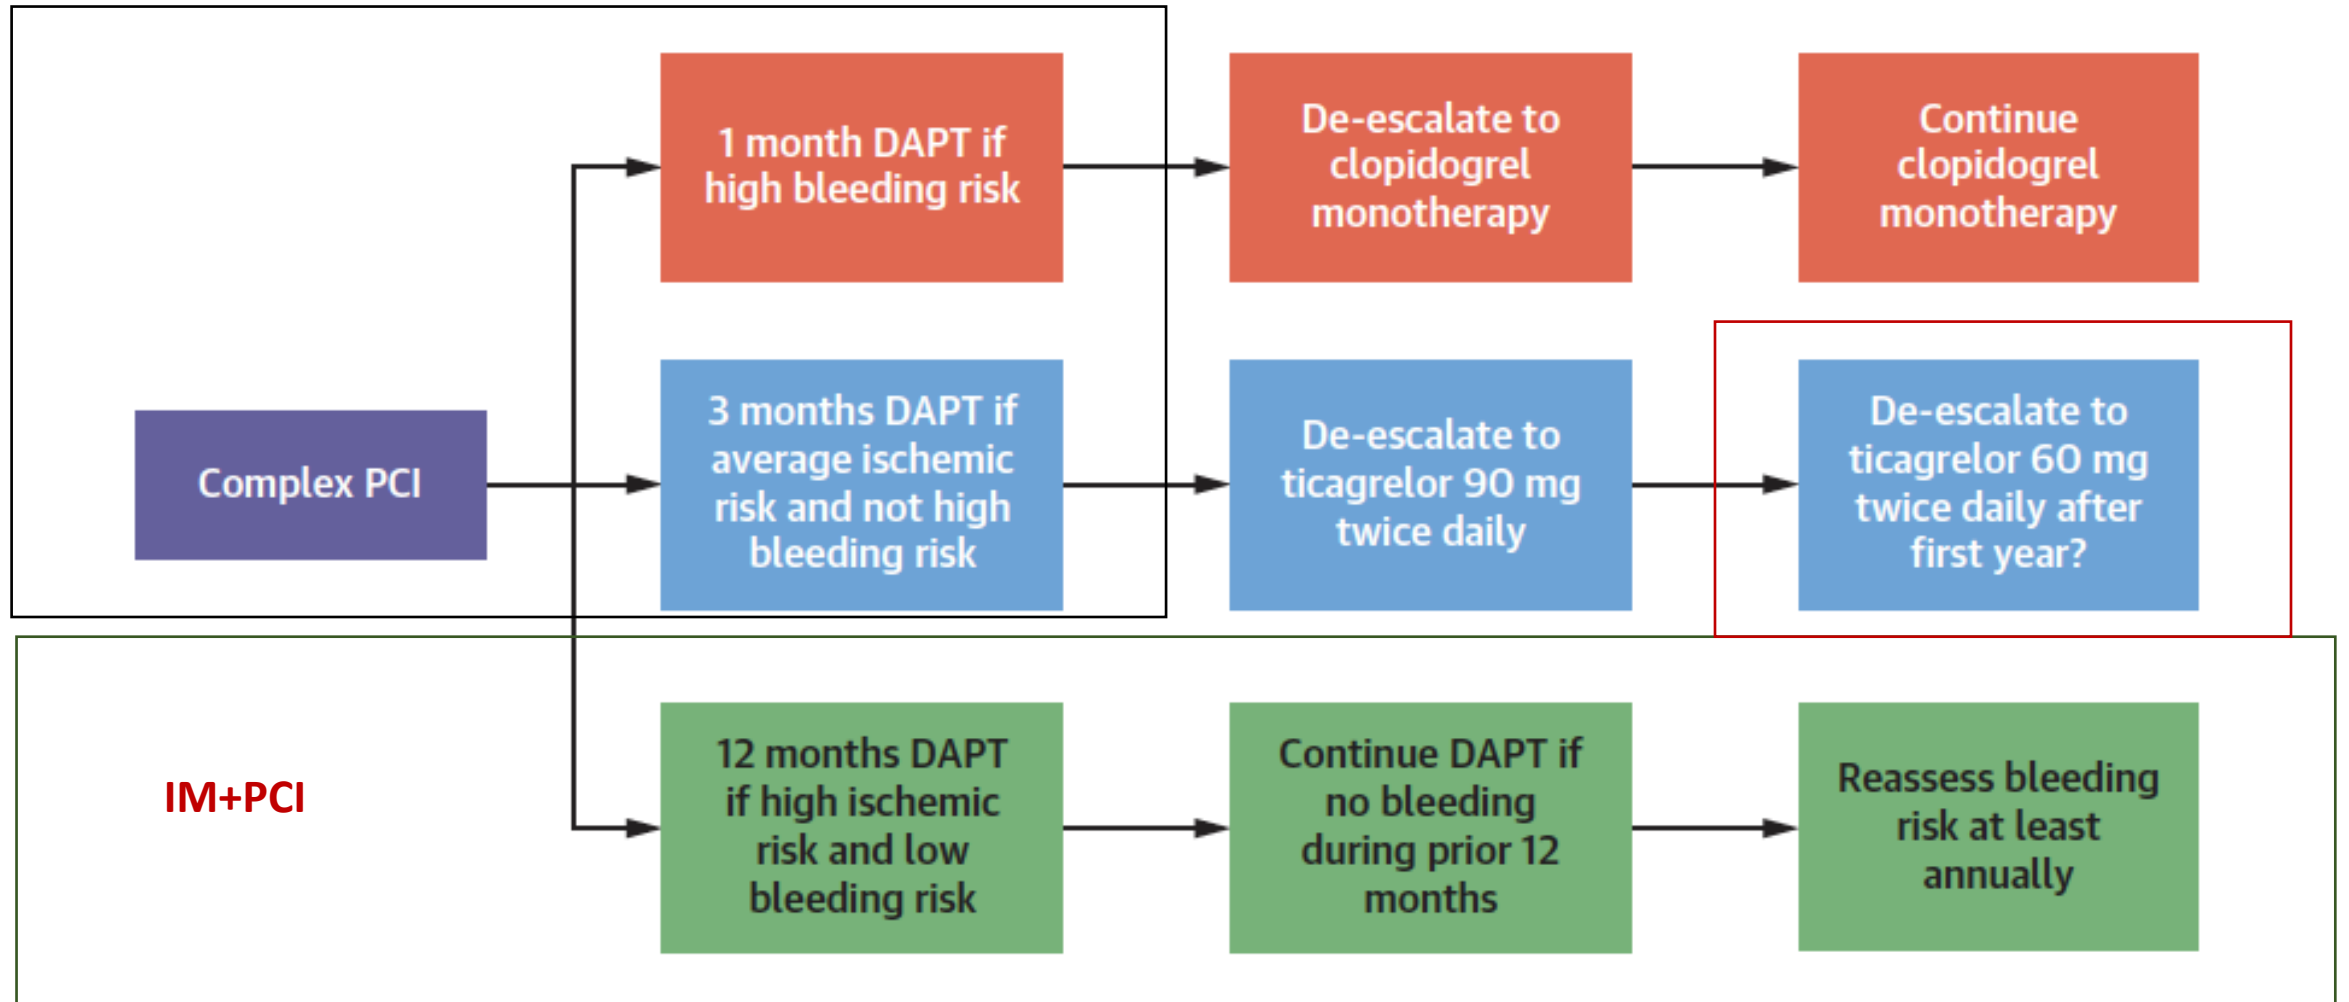 1 month DAPT if
high bleeding risk
De-escalate to
clopidogrel
monotherapy
Continue
clopidogrel
monotherapy
Complex PCI
3 months DAPT if
average ischemic
risk and not high
bleeding risk
De-escalate to
ticagrelor 90 mg
twice daily
De-escalate to
ticagrelor 60 mg
twice daily after
first year?
IM+PCI
12 months DAPT
if high ischemic
risk and low
bleeding risk
Continue DAPT if
no bleeding
during prior 12
months
Reassess bleeding
risk at least
annually